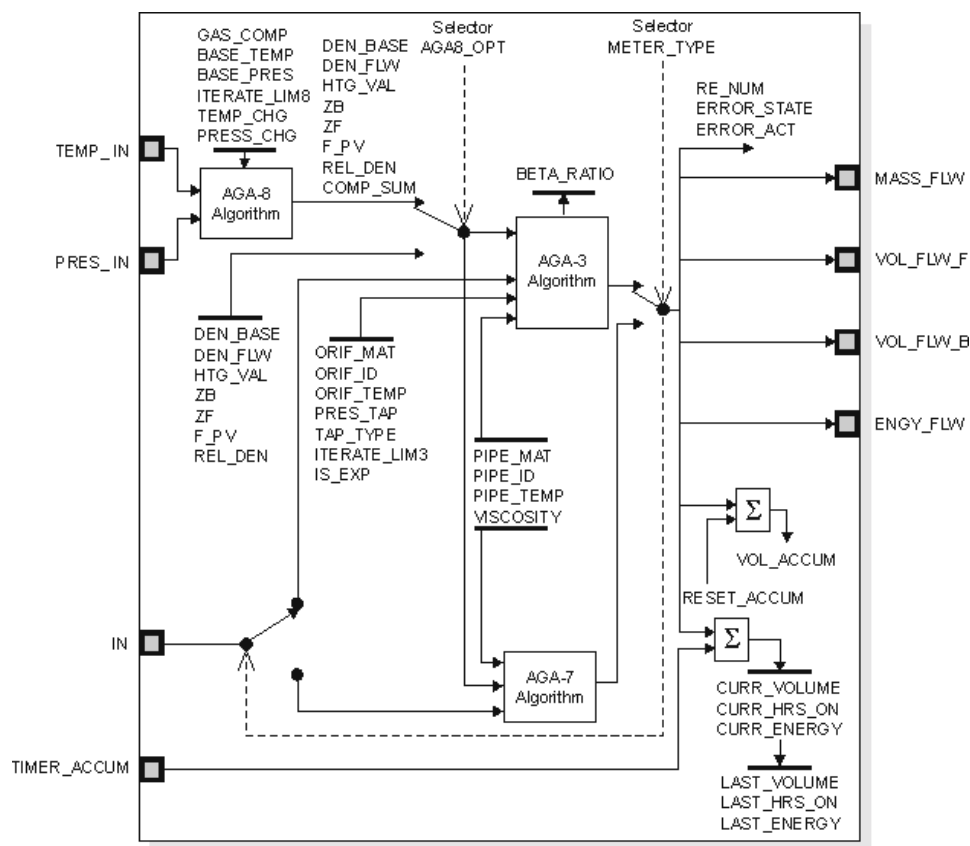 GAS_COMP
BASE_TEMP
BASE_PRES
ITERATE_LIM8
TEMP_CHG
PRESS_CHG
DEN_BASE
DEN_FLW
HTG_VAL
ZB
ZF
F_PV
REL_DEN
COMP_SUM
Selector
AGA8_OPT
Selector
METER_TYPE
RE_NUM
ERROR_STATE
ERROR_ACT
TEMP_IN
PRES_IN
AGA-8
Algorithm
BETA_RATIO
AGA-3
Algorithm
MASS_FLW
VOL_FLW_F
VOL_FLW_B
ENGY_FLW
DEN_BASE
DEN_FLW
HTG_VAL
ZB
ZF
F_PV
REL_DEN
ORIF_MAT
ORIF_ID
ORIF_TEMP
PRES_TAP
TAP_TYPE
ITERATE_LIM3
IS_EXP
PIPE_MAT
PIPE_ID
PIPE_TEMP
VISCOSITY
Σ
VOL_ACCUM
RESET_ACCUM
IN
AGA-7
Algorithm
Σ
CURR_VOLUME
CURR_HRS_ON
CURR_ENERGY
TIMER_ACCUM
LAST_VOLUME
LAST_HRS_ON
LAST_ENERGY